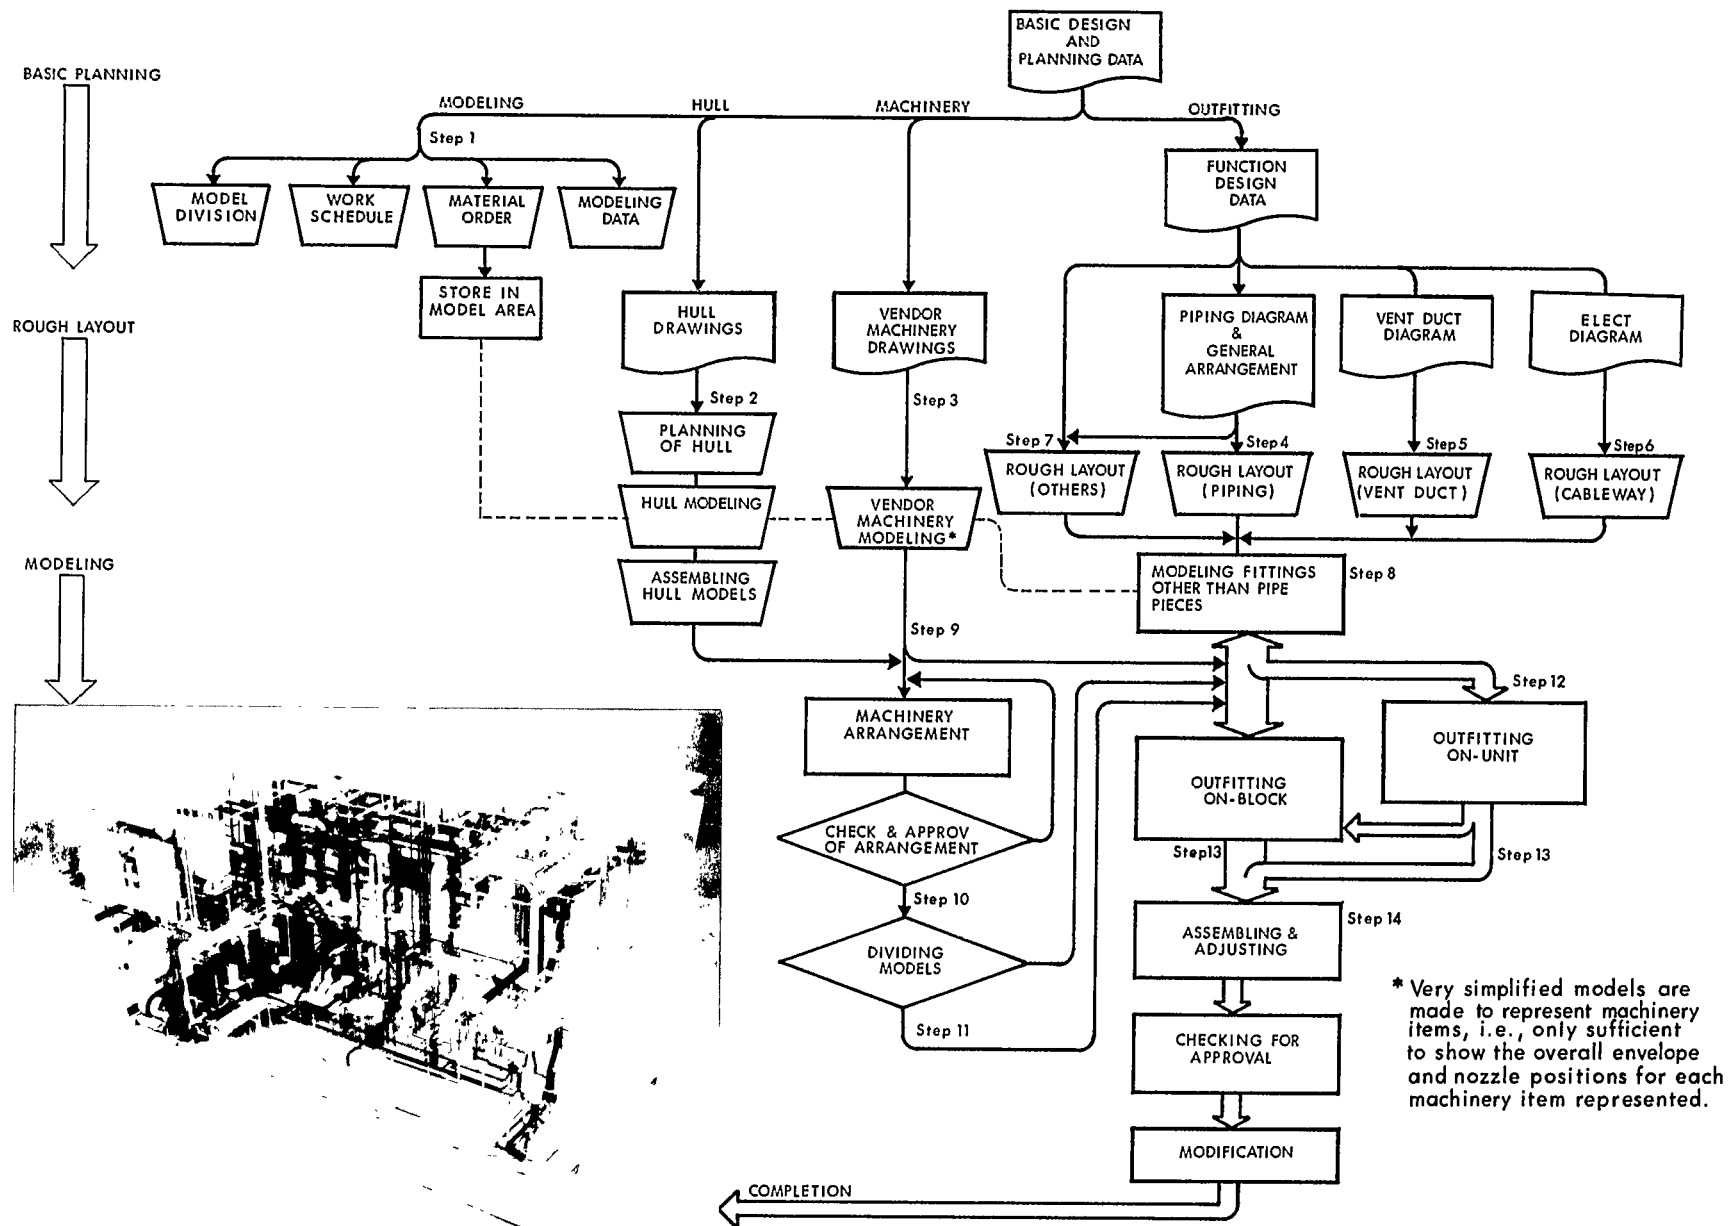 BASIC DESIGN
AND
PLANNING DATA
BASIC PLANNING
MODELING
HULL
MACHINERY
OUTFITTING
Step 1
MODEL
DIVISION
WORK
SCHEDULE
MATERIAL
ORDER
MODELING
DATA
FUNCTION
DESIGN
DATA
STORE IN
MODEL AREA
ROUGH LAYOUT
HULL
DRAWINGS
VENDOR
MACHINERY
DRAWINGS
PIPING DIAGRAM
&
GENERAL
ARRANGEMENT
VENT DUCT
DIAGRAM
ELECT
DIAGRAM
Step 2
Step 3
PLANNING
OF HULL
Step 7
Step 4
Step 5
Step 6
ROUGH LAYOUT
(OTHERS)
ROUGH LAYOUT
(PIPING)
ROUGH LAYOUT
(VENT DUCT)
ROUGH LAYOUT
(CABLEWAY)
HULL MODELING
VENDOR
MACHINERY
MODELING*
MODELING
ASSEMBLING
HULL MODELS
MODELING FITTINGS
OTHER THAN PIPE
PIECES
Step 8
Step 9
Step 12
MACHINERY
ARRANGEMENT
OUTFITTING
ON-UNIT
OUTFITTING
ON-BLOCK
CHECK & APPROV
OF ARRANGEMENT
Step13
Step 13
Step 10
Step 14
ASSEMBLING &
ADJUSTING
DIVIDING
MODELS
Step 11
CHECKING FOR
APPROVAL
* Very simplified models are
made to represent machinery
items, i.e., only sufficient
to show the overall envelope
and nozzle positions for each
machinery item represented.
MODIFICATION
COMPLETION